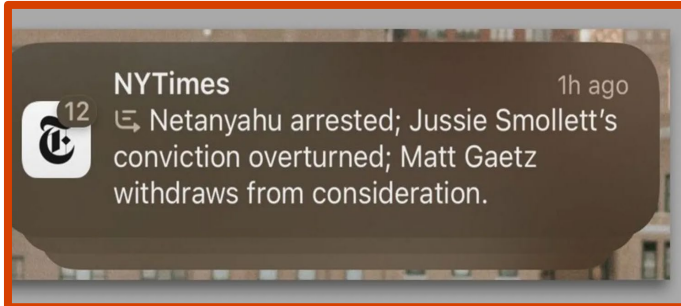 NYTimes 1h ago
12
Netanyahu arrested; Jussie Smollett’s
conviction overturned; Matt Gaetz
withdraws from consideration.